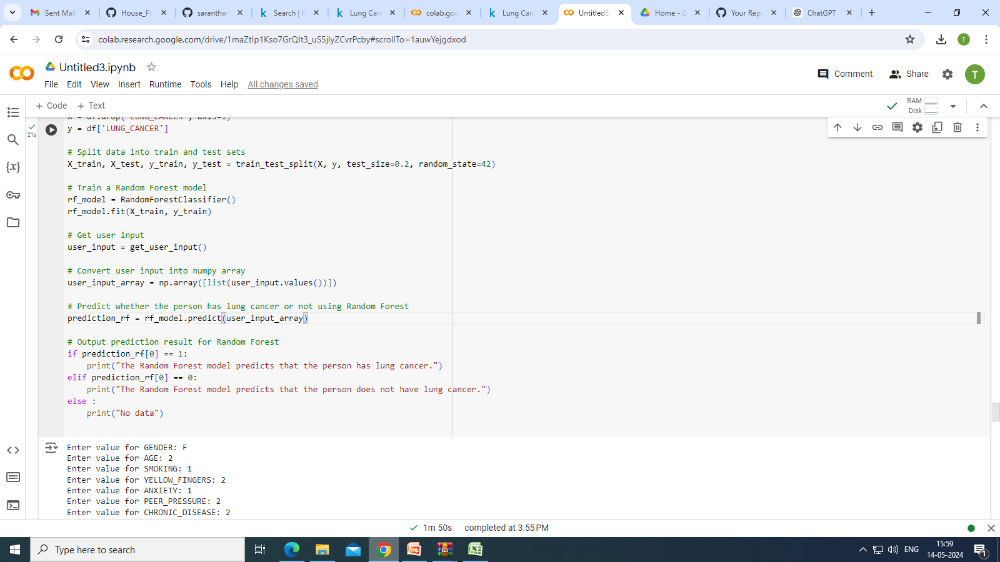 Sent Mail
House_Pr
saranthar
Search | K
Lung Can
colab.goo
Lung Can
Untitled3
Home - G
Your Repo
ChatGPT
colab.research.google.com/drive/1maZtIp1Kso7GrQIt3_uS5jlyZCvrPcby#scrollTo=1auwYejgdxod
T
CO Untitled3.ipynb
File Edit View Insert Runtime Tools Help All changes saved
Comment Share T
+ Code + Text
RAM
Disk
X = df.drop('LUNG_CANCER', axis=1)
21s
y = df['LUNG_CANCER']
# Split data into train and test sets
X_train, X_test, y_train, y_test = train_test_split(X, y, test_size=0.2, random_state=42)
# Train a Random Forest model
rf_model = RandomForestClassifier()
rf_model.fit(X_train, y_train)
# Get user input
user_input = get_user_input()
# Convert user input into numpy array
user_input_array = np.array([list(user_input.values())])
# Predict whether the person has lung cancer or not using Random Forest
prediction_rf = rf_model.predict(user_input_array)
# Output prediction result for Random Forest
if prediction_rf[0] == 1:
print("The Random Forest model predicts that the person has lung cancer.")
elif prediction_rf[0] == 0:
print("The Random Forest model predicts that the person does not have lung cancer.")
else :
print("No data")
Enter value for GENDER: F
Enter value for AGE: 2
Enter value for SMOKING: 1
Enter value for YELLOW_FINGERS: 2
Enter value for ANXIETY: 1
Enter value for PEER_PRESSURE: 2
Enter value for CHRONIC_DISEASE: 2
1m 50s completed at 3:55 PM
Type here to search
ENG
15:59
14-05-2024
1